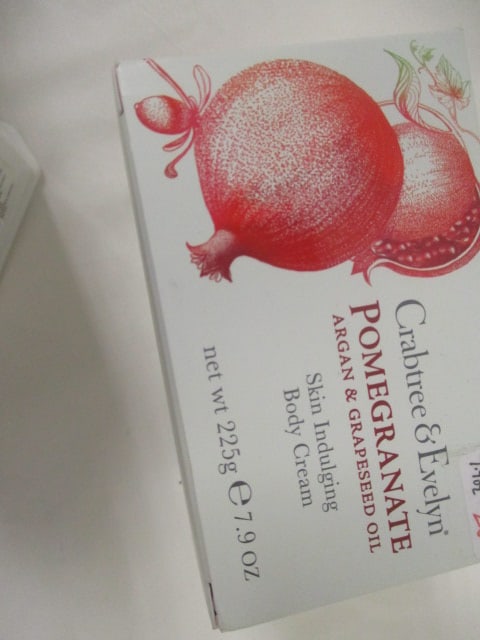 Crabtree & Evelyn®
POMEGRANATE
ARGAN & GRAPESEED OIL
Skin Indulging
Body Cream
net wt 225g ℮ 7.9 OZ